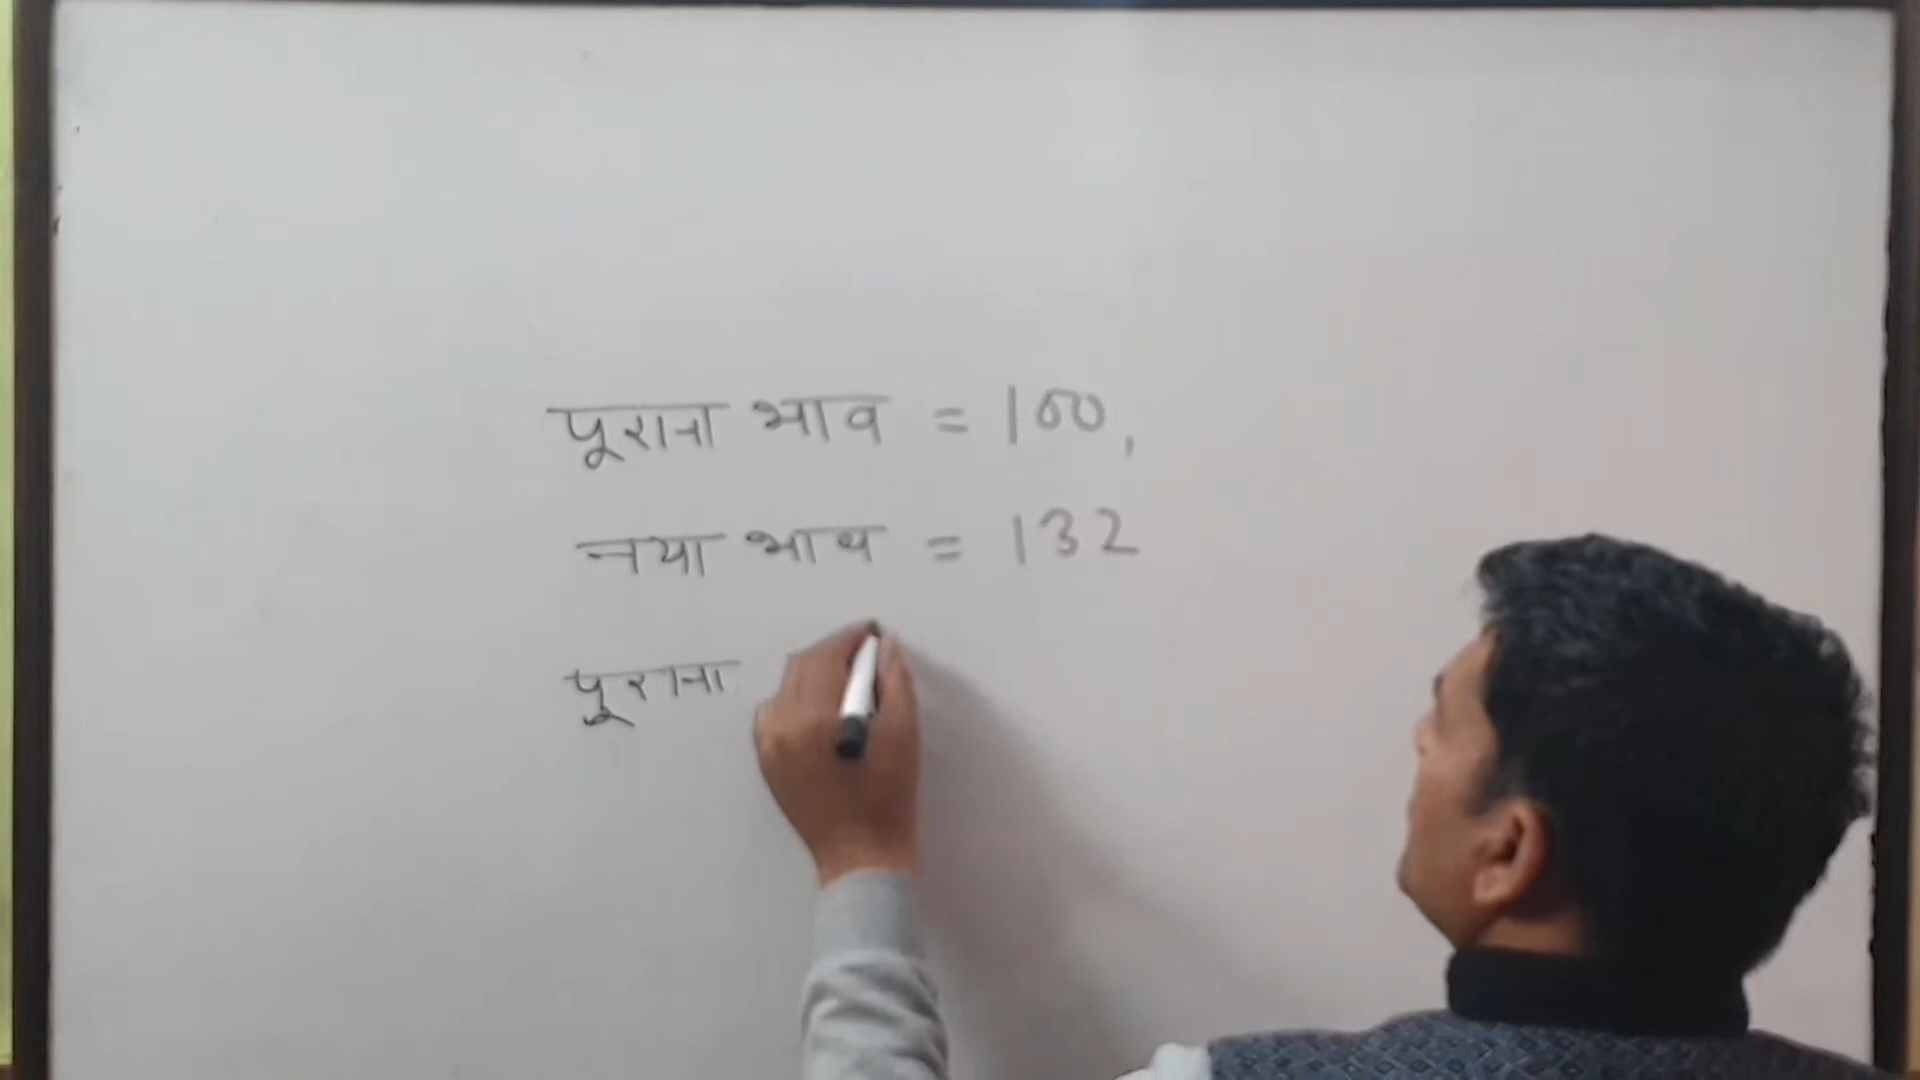 पूराना भाव = 100,
नया भाव = 132
पूराना